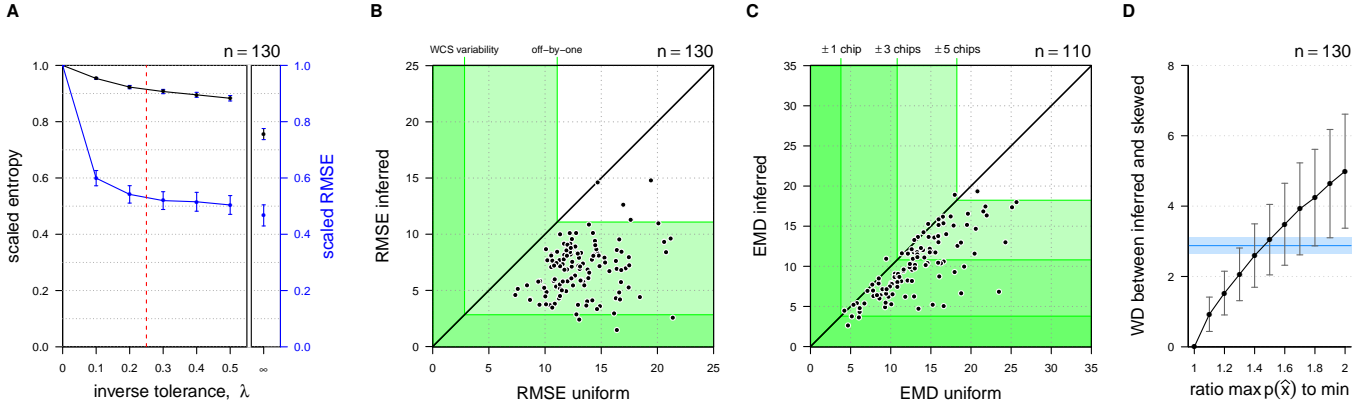 A
n = 130
scaled entropy
1.0
0.8
0.6
0.4
0.2
0.0
0 0.1 0.2 0.3 0.4 0.5 ∞
inverse tolerance, λ
1.0
0.8
0.6
0.4
0.2
0.0
scaled RMSE
B
WCS variability off−by−one n = 130
RMSE inferred
25
20
15
10
5
0
0 5 10 15 20 25
RMSE uniform
C
± 1 chip ± 3 chips ± 5 chips n = 110
EMD inferred
35
30
25
20
15
10
5
0
0 5 10 15 20 25 30 35
EMD uniform
D
n = 130
WD between inferred and skewed
8
6
4
2
0
1 1.2 1.4 1.6 1.8 2
ratio max p(x̂) to min